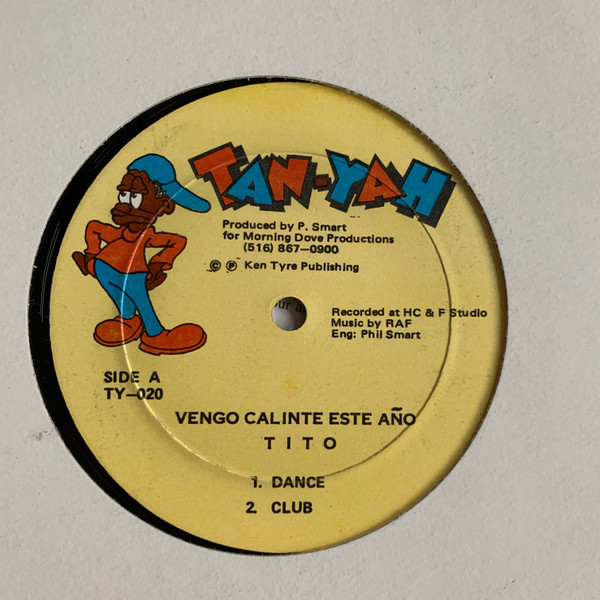 TAN-YAH
Produced by P. Smart
for Morning Dove Productions
(516) 867-0900
© ℗ Ken Tyre Publishing
Recorded at HC & F Studio
Music by RAF
Eng: Phil Smart
SIDE A
TY-020
VENGO CALINTE ESTE AÑO
TITO
1. DANCE
2. CLUB